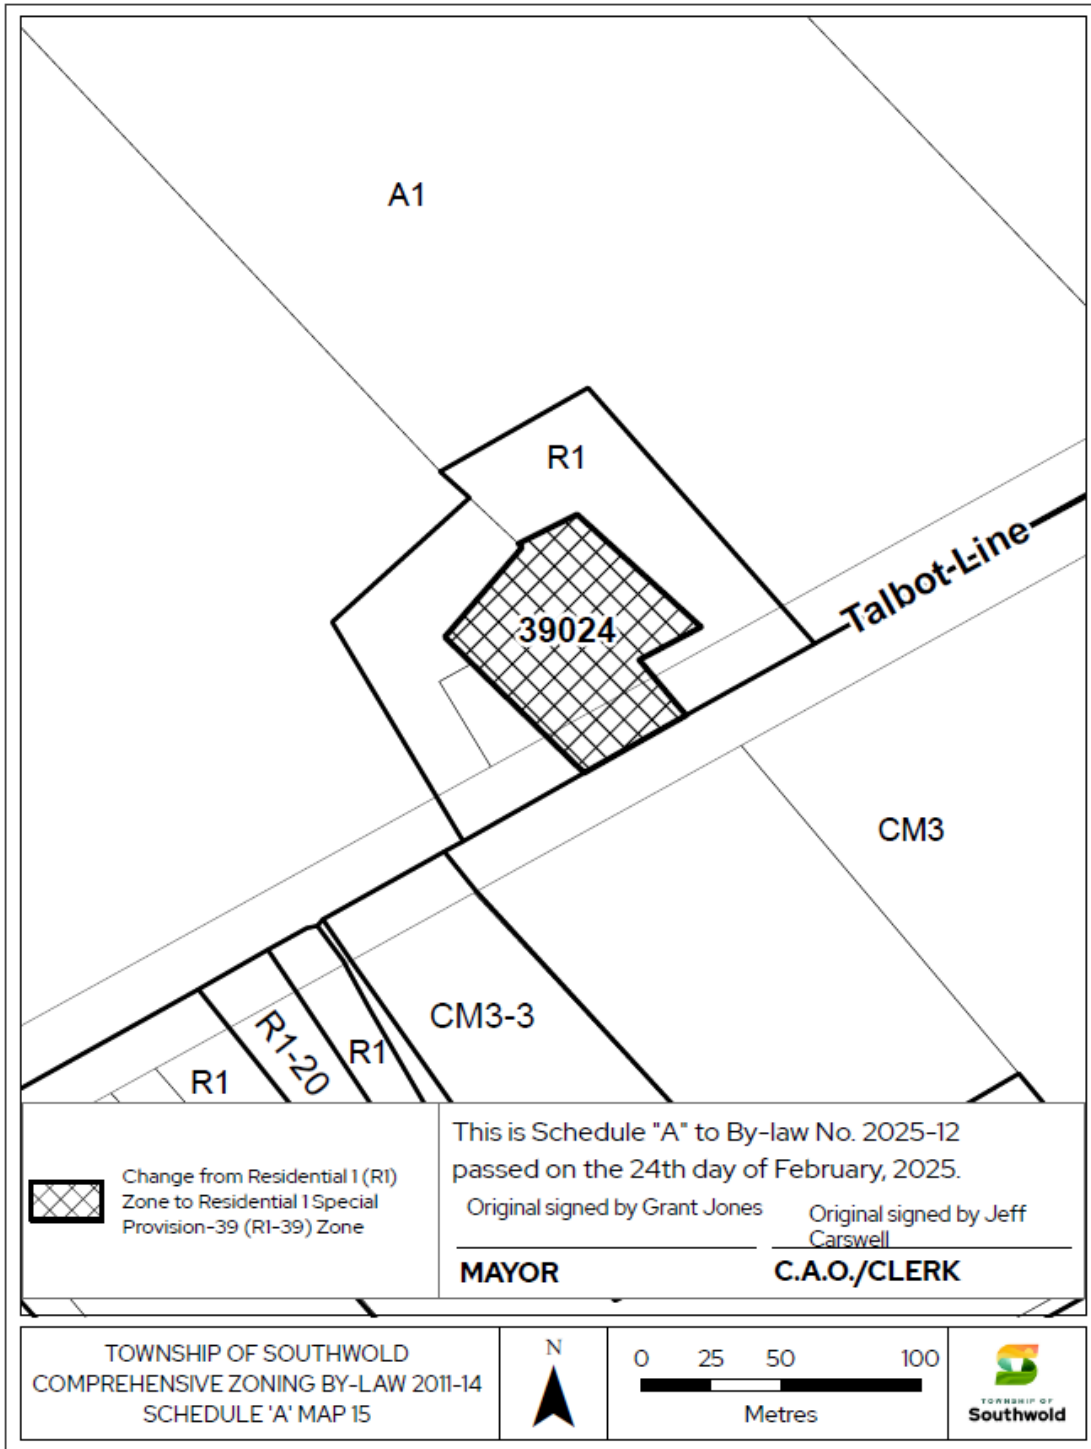 A1
R1
Talbot-Line
39024
CM3
CM3-3
R1-20
R1
R1
Change from Residential 1 (R1)
Zone to Residential 1 Special
Provision-39 (R1-39) Zone
This is Schedule "A" to By-law No. 2025-12
passed on the 24th day of February, 2025.
Original signed by Grant Jones
Original signed by Jeff
Carswell
MAYOR
C.A.O./CLERK
TOWNSHIP OF SOUTHWOLD
COMPREHENSIVE ZONING BY-LAW 2011-14
SCHEDULE 'A' MAP 15
N
0 25 50 100
Metres
TOWNSHIP OF
Southwold